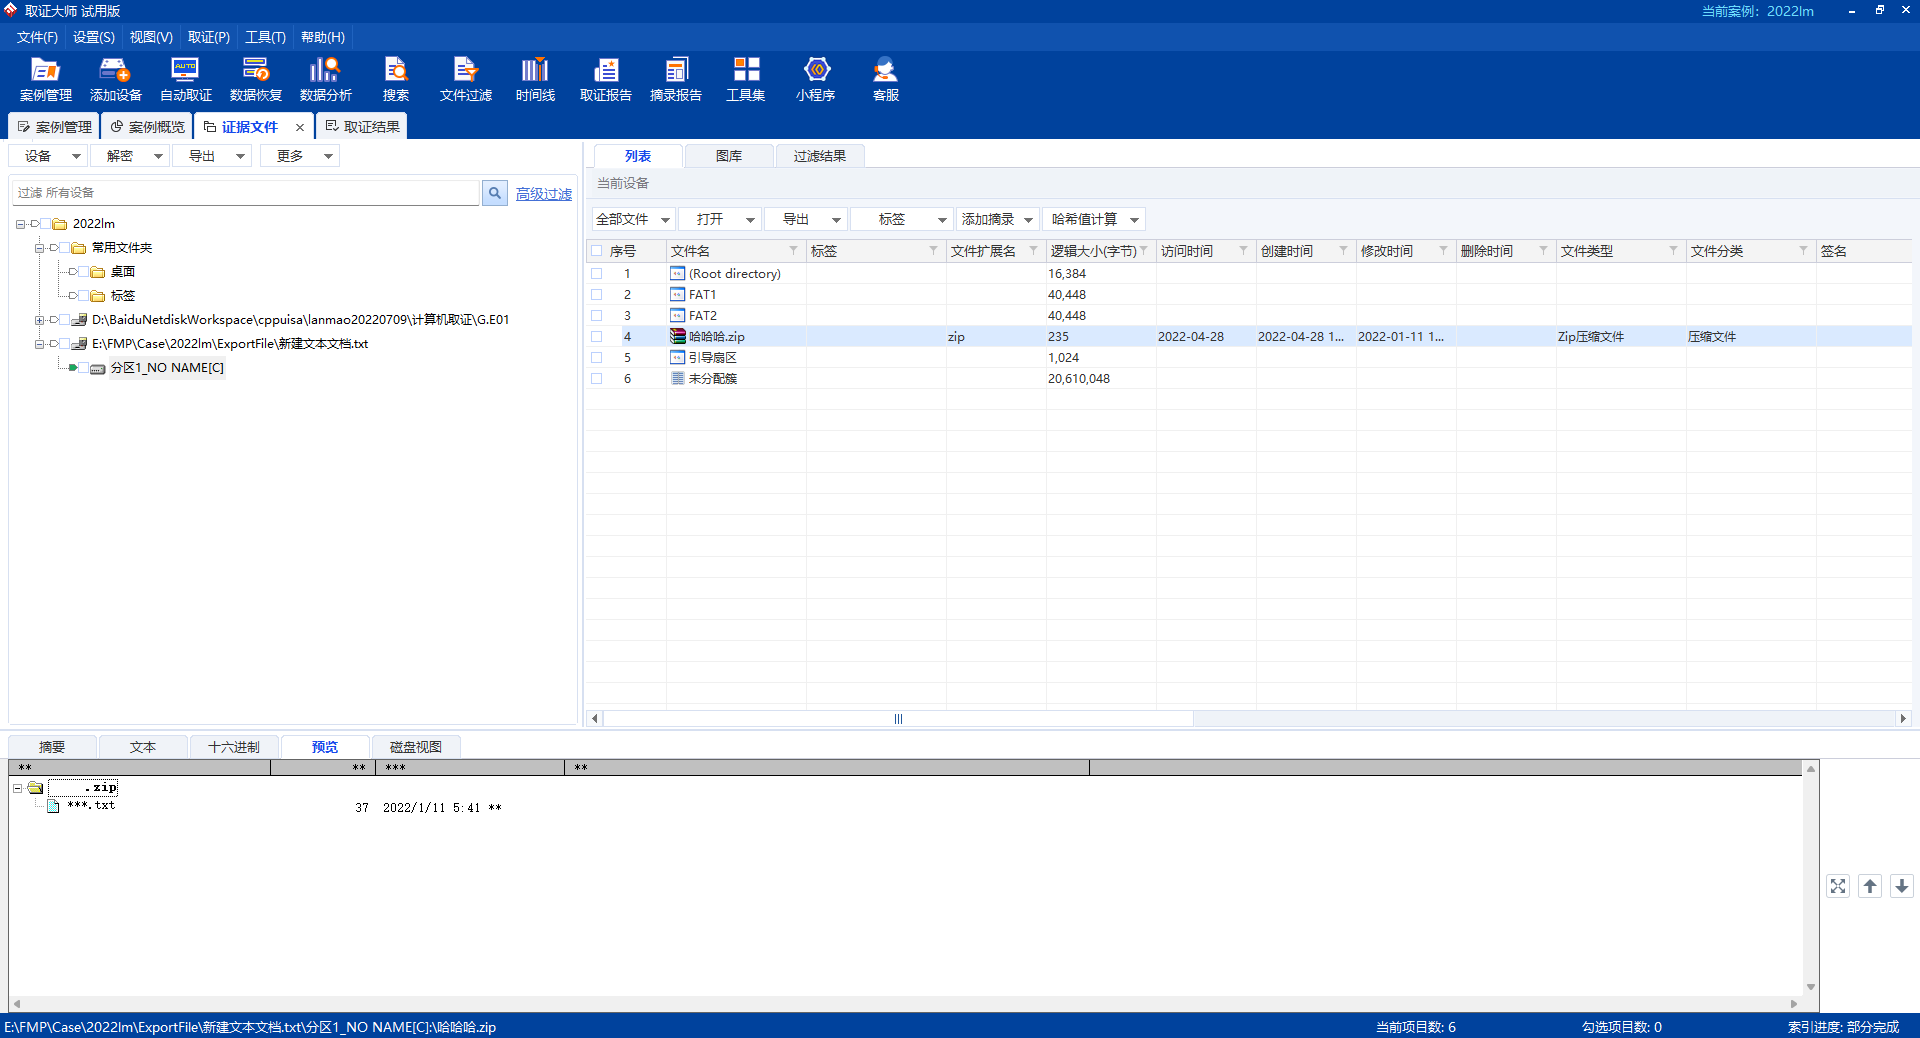 取证大师 试用版
当前案例：2022lm
文件(F) 设置(S) 视图(V) 取证(P) 工具(T) 帮助(H)
案例管理 添加设备 自动取证 数据恢复 数据分析 搜索 文件过滤 时间线 取证报告 摘录报告 工具集 小程序 客服
案例管理 案例概览 证据文件 × 取证结果
设备 解密 导出 更多
过滤 所有设备 高级过滤
2022lm
常用文件夹
桌面
标签
D:\BaiduNetdiskWorkspace\cppuisa\lanmao20220709\计算机取证\G.E01
E:\FMP\Case\2022lm\ExportFile\新建文本文档.txt
分区1_NO NAME[C]
列表 图库 过滤结果
当前设备
全部文件 打开 导出 标签 添加摘录 哈希值计算
序号 文件名 标签 文件扩展名 逻辑大小(字节) 访问时间 创建时间 修改时间 删除时间 文件类型 文件分类 签名
1 (Root directory) 16,384
2 FAT1 40,448
3 FAT2 40,448
4 哈哈哈.zip zip 235 2022-04-28 2022-04-28 1... 2022-01-11 1... Zip压缩文件 压缩文件
5 引导扇区 1,024
6 未分配簇 20,610,048
摘要 文本 十六进制 预览 磁盘视图
** ** *** **
.zip
***.txt 37 2022/1/11 5:41 **
E:\FMP\Case\2022lm\ExportFile\新建文本文档.txt\分区1_NO NAME[C]:\哈哈哈.zip
当前项目数: 6 勾选项目数: 0 索引进度: 部分完成